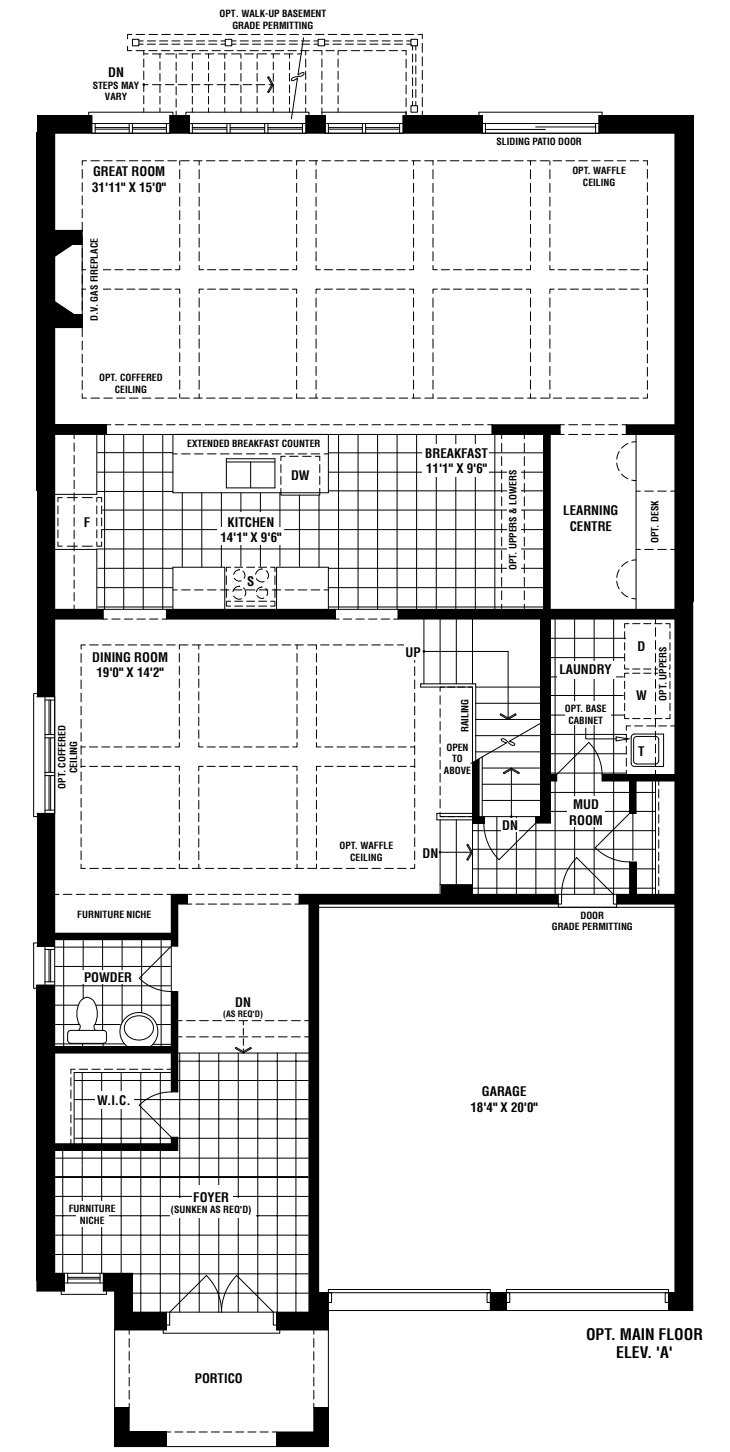 OPT. WALK-UP BASEMENT
GRADE PERMITTING
DN
STEPS MAY
VARY
SLIDING PATIO DOOR
GREAT ROOM
31'11" X 15'0"
OPT. WAFFLE
CEILING
D.V. GAS FIREPLACE
OPT. COFFERED
CEILING
EXTENDED BREAKFAST COUNTER
BREAKFAST
11'1" X 9'6"
DW
F
KITCHEN
14'1" X 9'6"
OPT. UPPERS & LOWERS
LEARNING
CENTRE
OPT. DESK
S
DINING ROOM
19'0" X 14'2"
UP
D
LAUNDRY
OPT. UPPERS
W
OPT. BASE
CABINET
RAILING
OPT. COFFERED
CEILING
OPEN
TO
ABOVE
T
MUD
ROOM
DN
OPT. WAFFLE
CEILING
DN
FURNITURE NICHE
DOOR
GRADE PERMITTING
POWDER
DN
(AS REQ'D)
W.I.C.
GARAGE
18'4" X 20'0"
FURNITURE
NICHE
FOYER
(SUNKEN AS REQ'D)
OPT. MAIN FLOOR
ELEV. 'A'
PORTICO